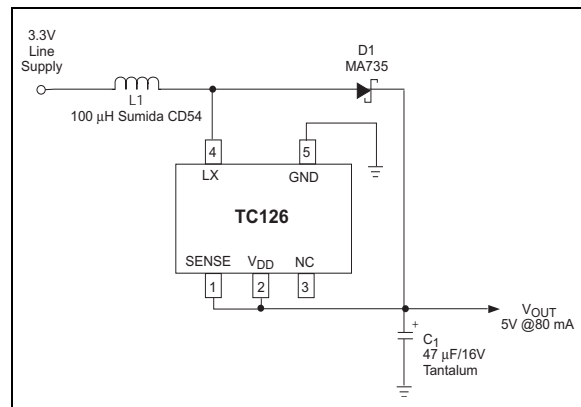 3.3V
Line
Supply
D1
MA735
L1
100 μH Sumida CD54
4
5
LX
GND
TC126
SENSE
VDD
NC
1
2
3
VOUT
5V @80 mA
+
C1
47 μF/16V
Tantalum